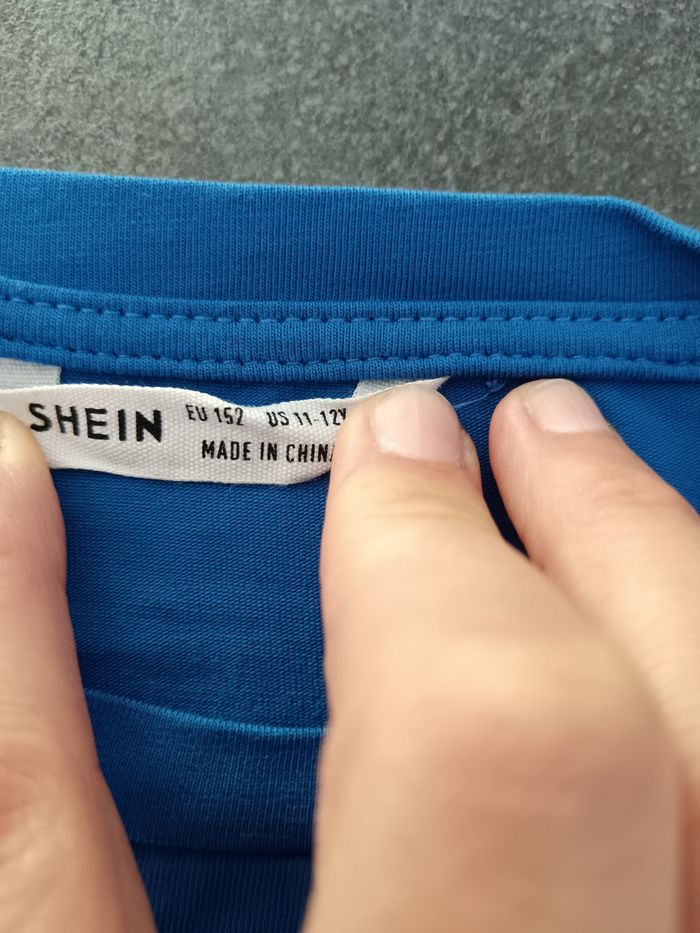 SHEIN EU 152 US 11-12Y
MADE IN CHINA